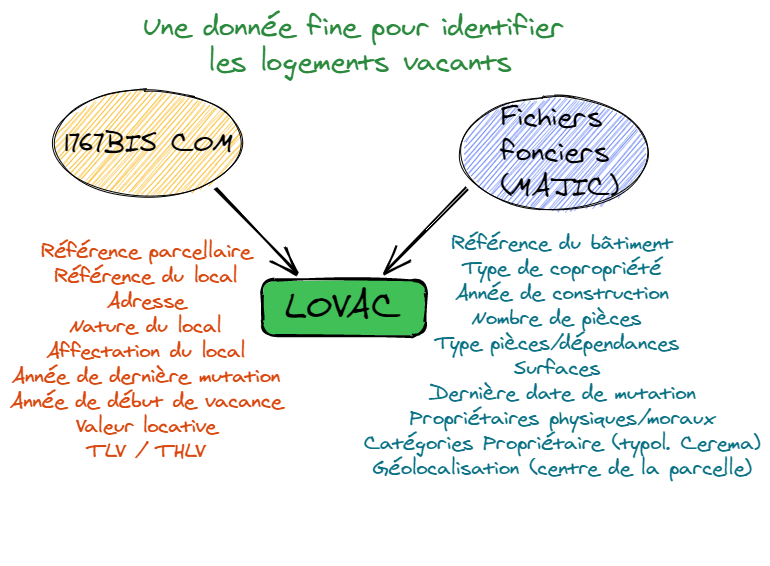 Une donnée fine pour identifier
les logements vacants
1767BIS COM
Fichiers
fonciers
(MAJIC)
LOVAC
Référence parcellaire
Référence du local
Adresse
Nature du local
Affectation du local
Année de dernière mutation
Année de début de vacance
Valeur locative
TLV / THLV
Référence du bâtiment
Type de copropriété
Année de construction
Nombre de pièces
Type pièces/dépendances
Surfaces
Dernière date de mutation
Propriétaires physiques/moraux
Catégories Propriétaire (typol. Cerema)
Géolocalisation (centre de la parcelle)